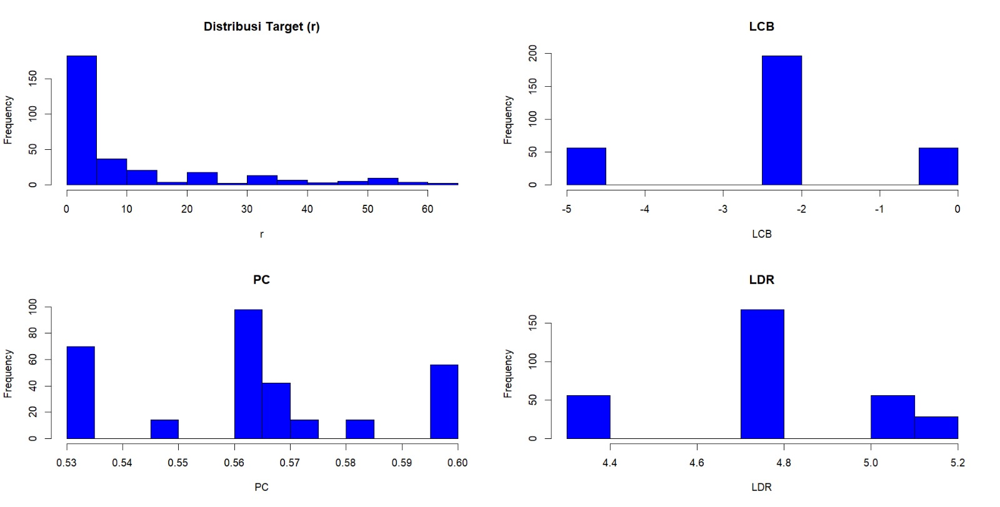 Distribusi Target (r)
Frequency
0 50 100 150
0 10 20 30 40 50 60
r
LCB
Frequency
0 50 100 150 200
-5 -4 -3 -2 -1 0
LCB
PC
Frequency
0 20 40 60 80 100
0.53 0.54 0.55 0.56 0.57 0.58 0.59 0.60
PC
LDR
Frequency
0 50 100 150
4.4 4.6 4.8 5.0 5.2
LDR